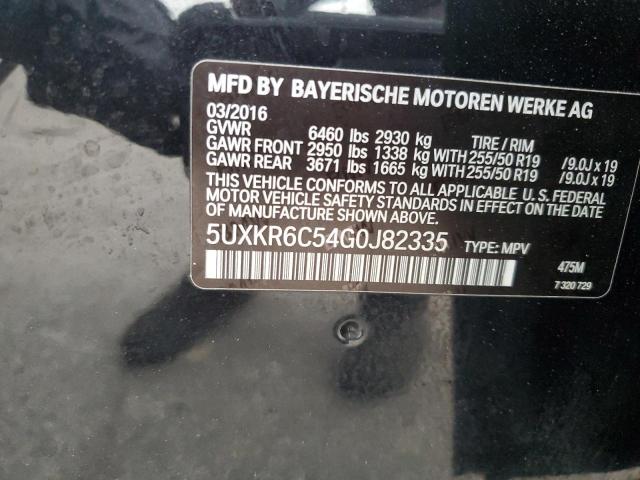 MFD BY BAYERISCHE MOTOREN WERKE AG
03/2016
GVWR 6460 lbs 2930 kg TIRE / RIM
GAWR FRONT 2950 lbs 1338 kg WITH 255/50 R19 /9.0J x 19
GAWR REAR 3671 lbs 1665 kg WITH 255/50 R19 /9.0J x 19
THIS VEHICLE CONFORMS TO ALL APPLICABLE U. S. FEDERAL
MOTOR VEHICLE SAFETY STANDARDS IN EFFECT ON THE DATE OF
MANUFACTURE SHOWN ABOVE.
5UXKR6C54G0J82335 TYPE: MPV
475M
7 320 729